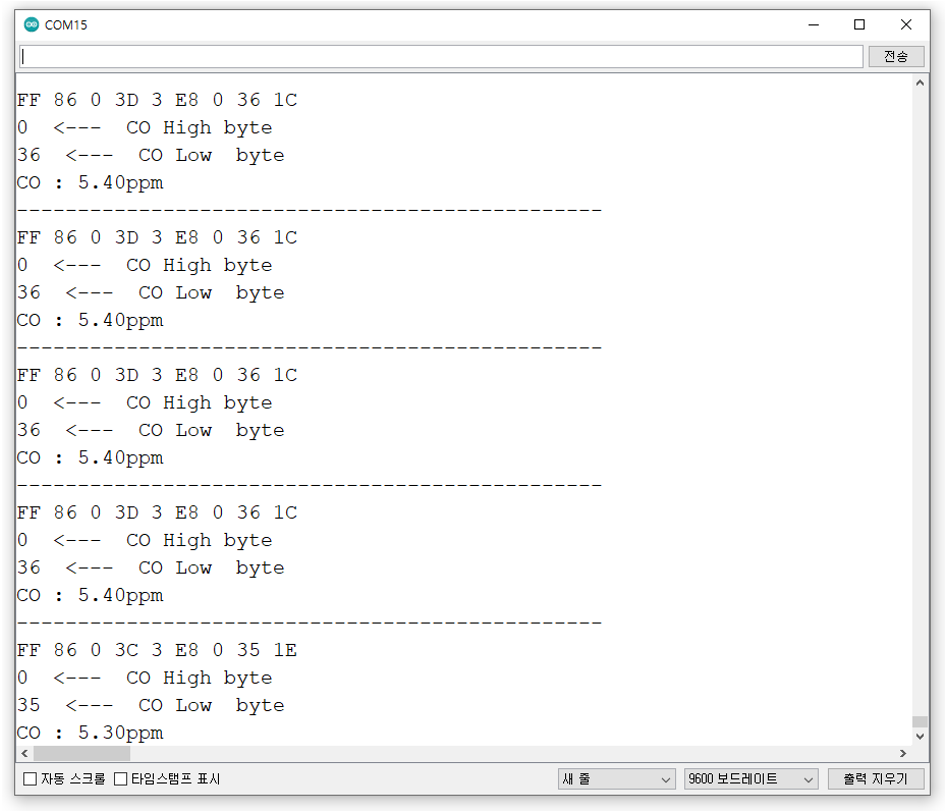 COM15
전송
FF 86 0 3D 3 E8 0 36 1C
0  <---  CO High byte
36  <---  CO Low  byte
CO : 5.40ppm
------------------------------------------------
FF 86 0 3D 3 E8 0 36 1C
0  <---  CO High byte
36  <---  CO Low  byte
CO : 5.40ppm
------------------------------------------------
FF 86 0 3D 3 E8 0 36 1C
0  <---  CO High byte
36  <---  CO Low  byte
CO : 5.40ppm
------------------------------------------------
FF 86 0 3D 3 E8 0 36 1C
0  <---  CO High byte
36  <---  CO Low  byte
CO : 5.40ppm
------------------------------------------------
FF 86 0 3C 3 E8 0 35 1E
0  <---  CO High byte
35  <---  CO Low  byte
CO : 5.30ppm
자동 스크롤 타임스탬프 표시 새 줄 9600 보드레이트 출력 지우기